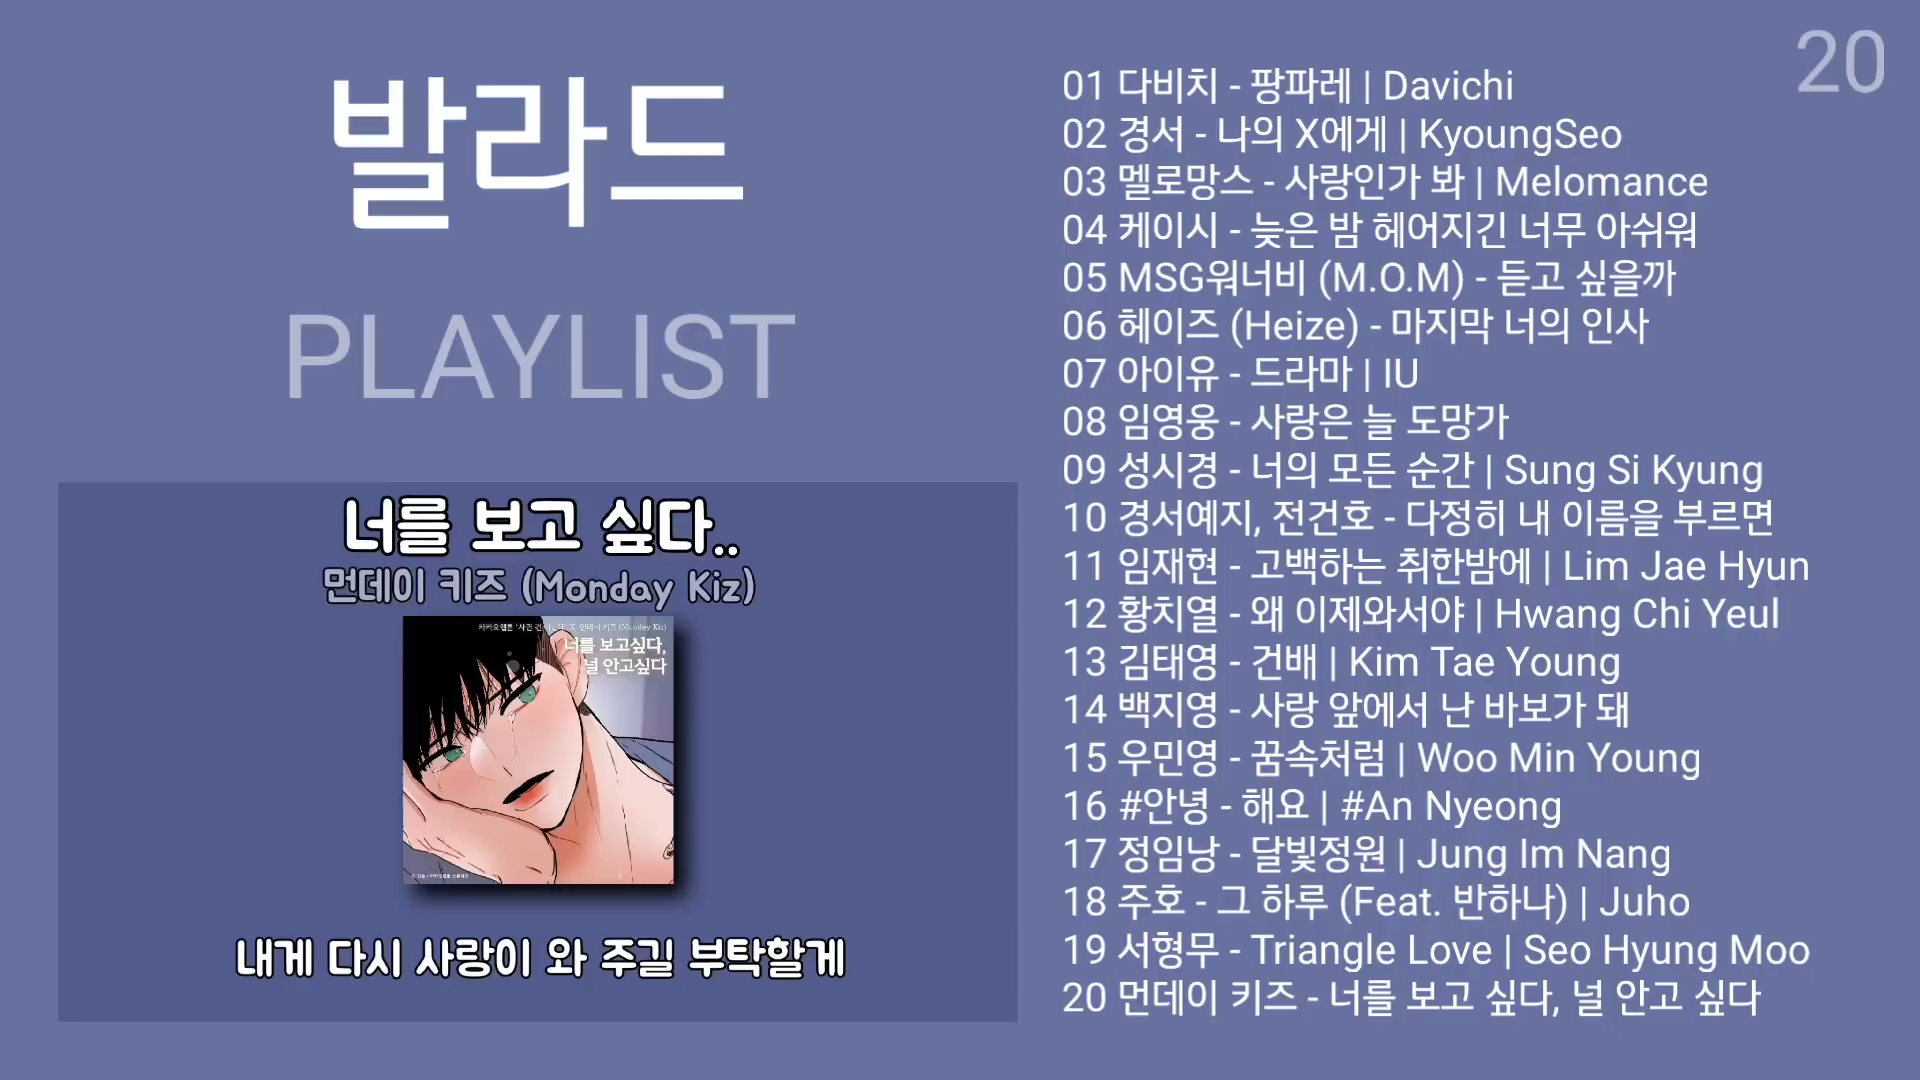 발라드
PLAYLIST
너를 보고 싶다..
먼데이 키즈 (Monday Kiz)
너를 보고싶다,
널 안고싶다
내게 다시 사랑이 와 주길 부탁할게
20
01 다비치 - 팡파레 | Davichi
02 경서 - 나의 X에게 | KyoungSeo
03 멜로망스 - 사랑인가 봐 | Melomance
04 케이시 - 늦은 밤 헤어지긴 너무 아쉬워
05 MSG워너비 (M.O.M) - 듣고 싶을까
06 헤이즈 (Heize) - 마지막 너의 인사
07 아이유 - 드라마 | IU
08 임영웅 - 사랑은 늘 도망가
09 성시경 - 너의 모든 순간 | Sung Si Kyung
10 경서예지, 전건호 - 다정히 내 이름을 부르면
11 임재현 - 고백하는 취한밤에 | Lim Jae Hyun
12 황치열 - 왜 이제와서야 | Hwang Chi Yeul
13 김태영 - 건배 | Kim Tae Young
14 백지영 - 사랑 앞에서 난 바보가 돼
15 우민영 - 꿈속처럼 | Woo Min Young
16 #안녕 - 해요 | #An Nyeong
17 정임낭 - 달빛정원 | Jung Im Nang
18 주호 - 그 하루 (Feat. 반하나) | Juho
19 서형무 - Triangle Love | Seo Hyung Moo
20 먼데이 키즈 - 너를 보고 싶다, 널 안고 싶다